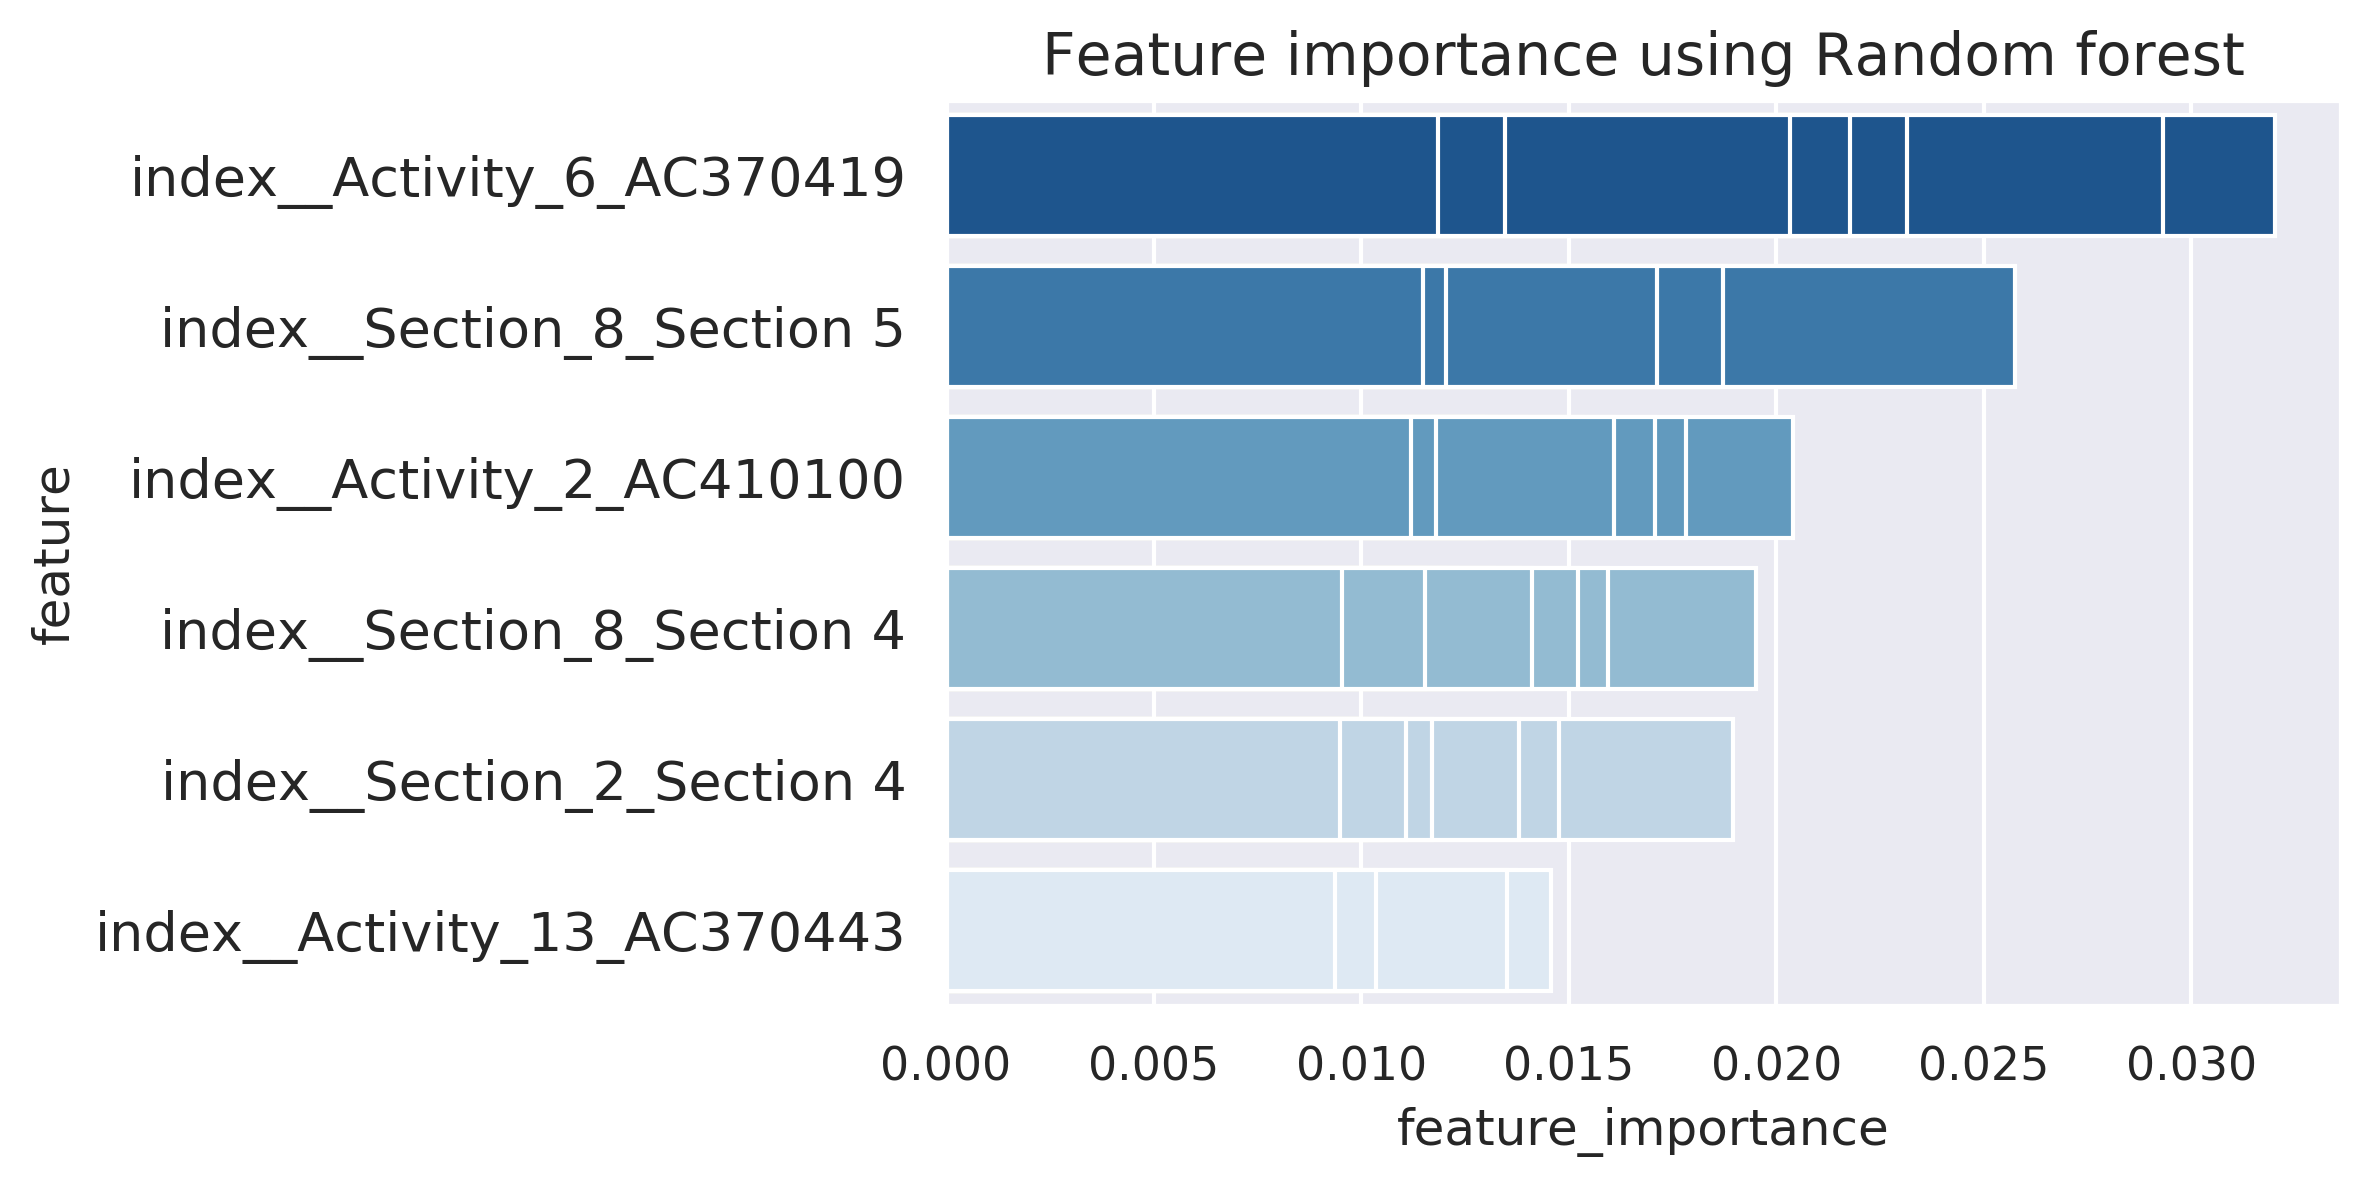 Feature importance using Random forest
feature
index__Activity_6_AC370419
index__Section_8_Section 5
index__Activity_2_AC410100
index__Section_8_Section 4
index__Section_2_Section 4
index__Activity_13_AC370443
0.000 0.005 0.010 0.015 0.020 0.025 0.030
feature_importance